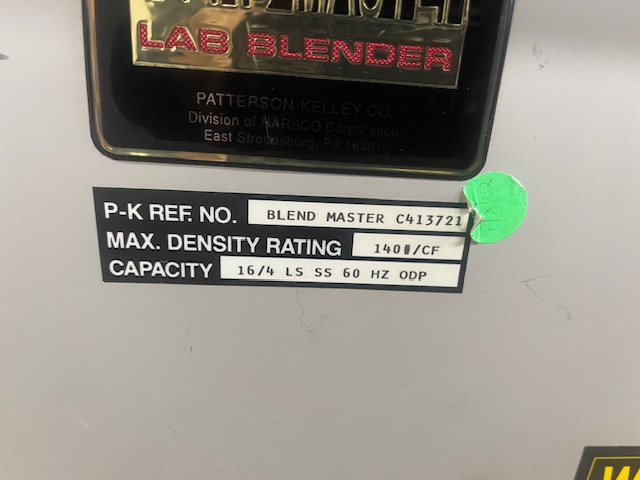 LAB BLENDER
PATTERSON-KELLEY CO.
Division of HARSCO Corporation
East Stroudsburg, PA 18301
P-K REF. NO. BLEND MASTER C413721
MAX. DENSITY RATING 140#/CF
CAPACITY 16/4 LS SS 60 HZ ODP